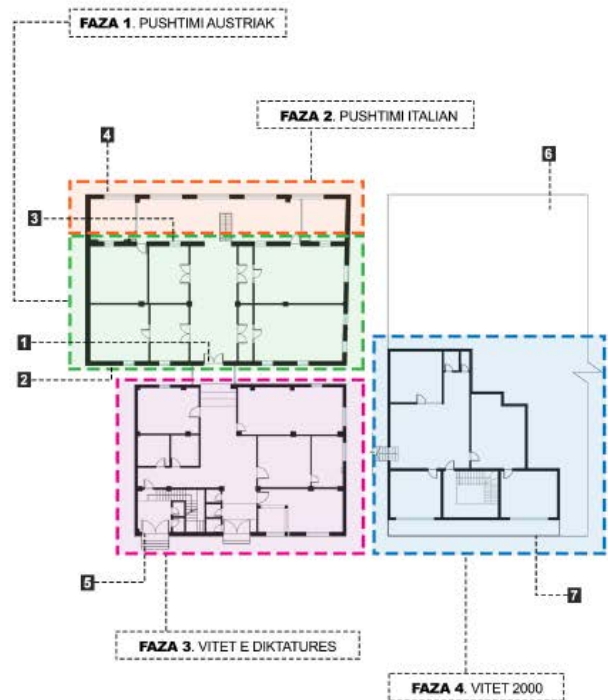 FAZA 1. PUSHTIMI AUSTRIAK
FAZA 2. PUSHTIMI ITALIAN
4
6
3
1
2
5
7
FAZA 3. VITET E DIKTATURES
FAZA 4. VITET 2000